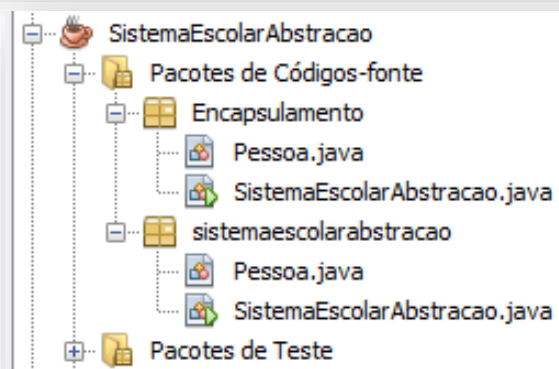 SistemaEscolarAbstracao
Pacotes de Códigos-fonte
Encapsulamento
Pessoa.java
SistemaEscolarAbstracao.java
sistemaescolarabstracao
Pessoa.java
SistemaEscolarAbstracao.java
Pacotes de Teste